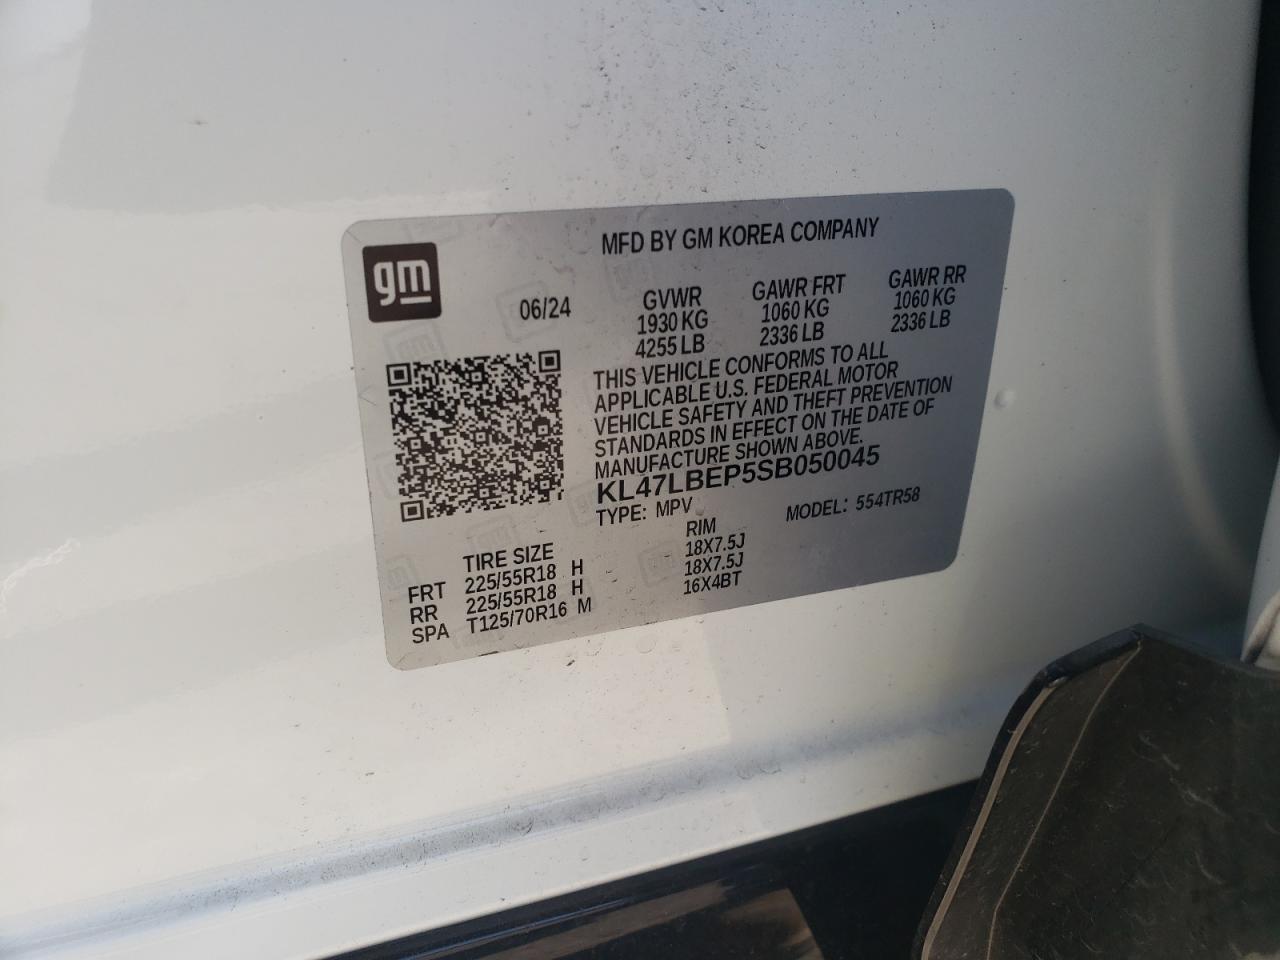 gm
MFD BY GM KOREA COMPANY
06/24
GVWR
1930 KG
4255 LB
GAWR FRT
1060 KG
2336 LB
GAWR RR
1060 KG
2336 LB
THIS VEHICLE CONFORMS TO ALL
APPLICABLE U.S. FEDERAL MOTOR
VEHICLE SAFETY AND THEFT PREVENTION
STANDARDS IN EFFECT ON THE DATE OF
MANUFACTURE SHOWN ABOVE.
KL47LBEP5SB050045
TYPE: MPV MODEL: 554TR58
TIRE SIZE RIM
FRT 225/55R18 H 18X7.5J
RR 225/55R18 H 18X7.5J
SPA T125/70R16 M 16X4BT